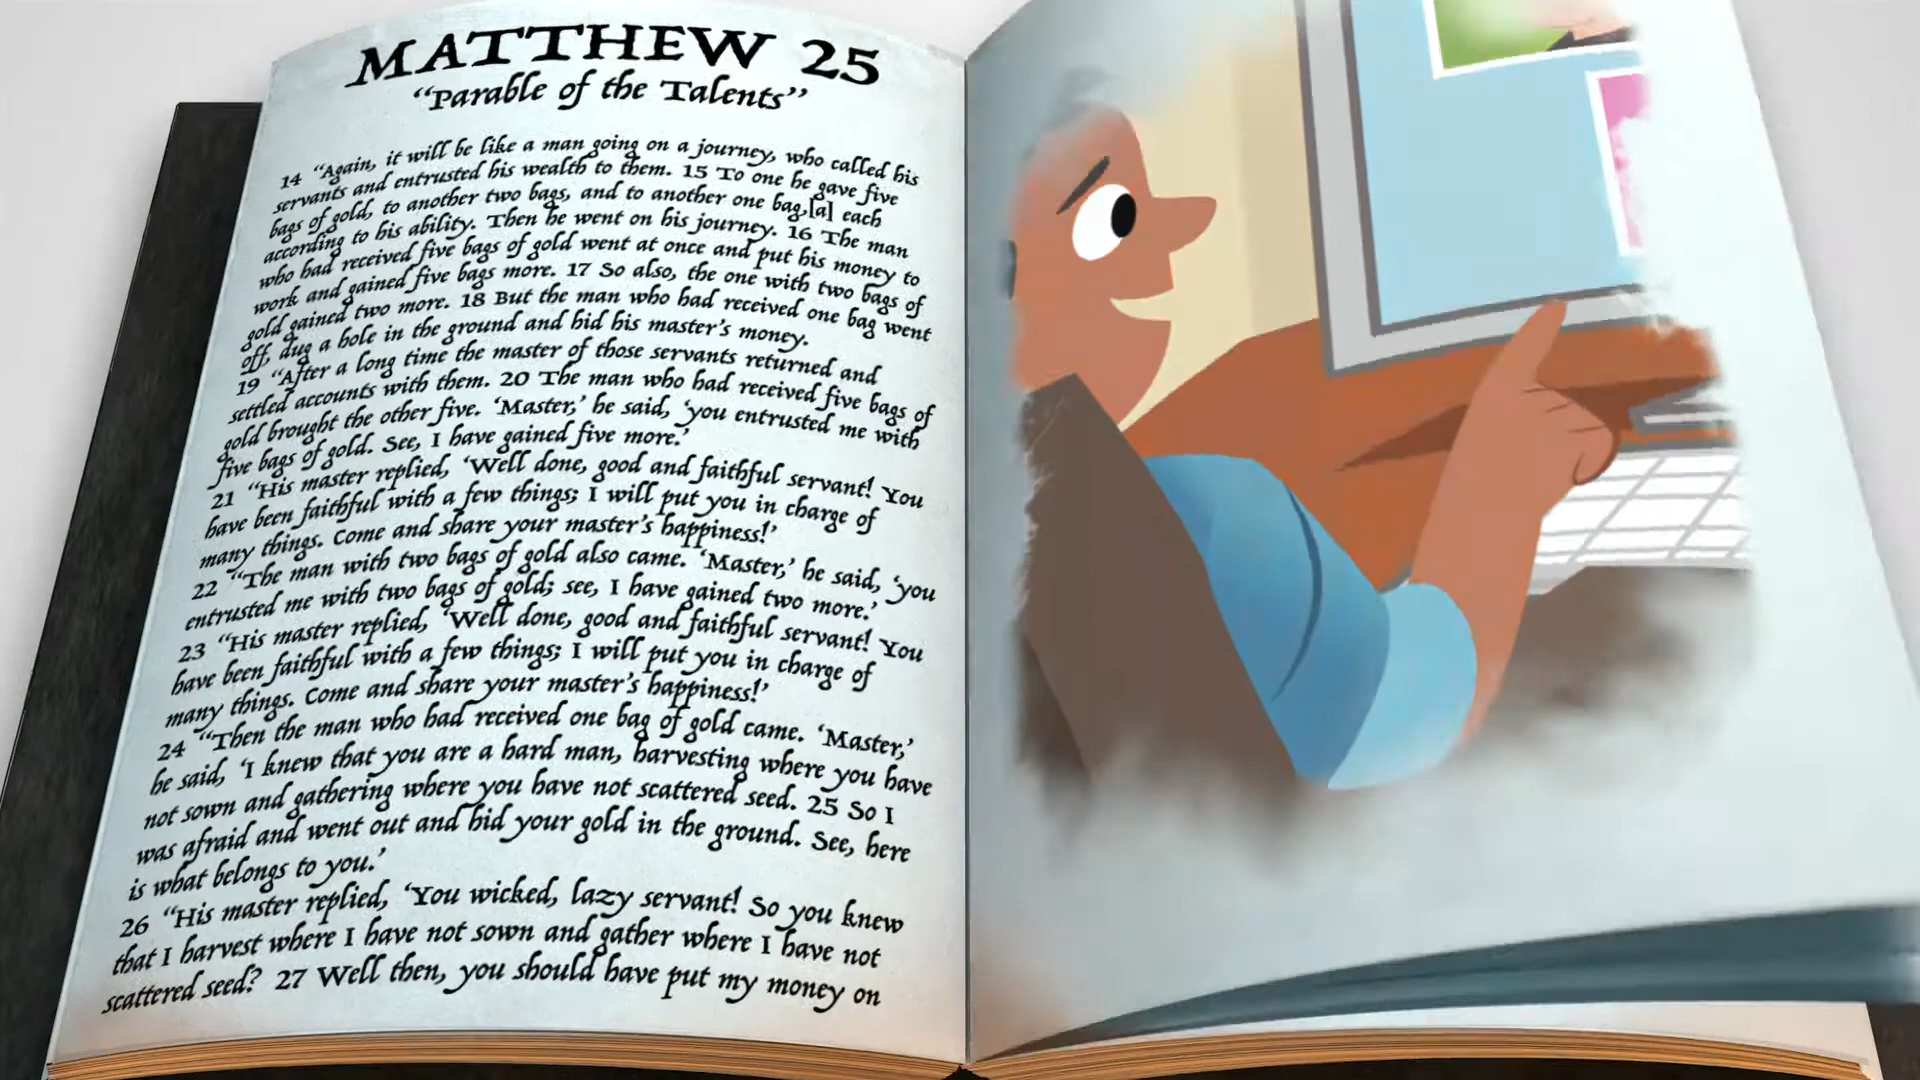 MATTHEW 25
“Parable of the Talents”
14 “Again, it will be like a man going on a journey, who called his
servants and entrusted his wealth to them. 15 To one he gave five
bags of gold, to another two bags, and to another one bag,[a] each
according to his ability. Then he went on his journey. 16 The man
who had received five bags of gold went at once and put his money to
work and gained five bags more. 17 So also, the one with two bags of
gold gained two more. 18 But the man who had received one bag went
off, dug a hole in the ground and hid his master’s money.
19 “After a long time the master of those servants returned and
settled accounts with them. 20 The man who had received five bags of
gold brought the other five. ‘Master,’ he said, ‘you entrusted me with
five bags of gold. See, I have gained five more.’
21 “His master replied, ‘Well done, good and faithful servant! You
have been faithful with a few things; I will put you in charge of
many things. Come and share your master’s happiness!’
22 “The man with two bags of gold also came. ‘Master,’ he said, ‘you
entrusted me with two bags of gold; see, I have gained two more.’
23 “His master replied, ‘Well done, good and faithful servant! You
have been faithful with a few things; I will put you in charge of
many things. Come and share your master’s happiness!’
24 “Then the man who had received one bag of gold came. ‘Master,’
he said, ‘I knew that you are a hard man, harvesting where you have
not sown and gathering where you have not scattered seed. 25 So I
was afraid and went out and hid your gold in the ground. See, here
is what belongs to you.’
26 “His master replied, ‘You wicked, lazy servant! So you knew
that I harvest where I have not sown and gather where I have not
scattered seed? 27 Well then, you should have put my money on